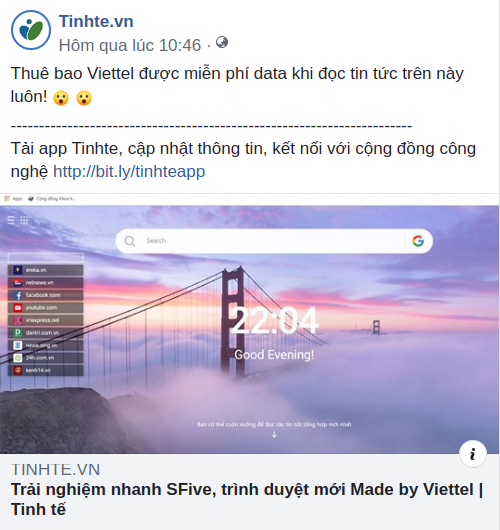 Tinhte.vn
Hôm qua lúc 10:46 ·
Thuê bao Viettel được miễn phí data khi đọc tin tức trên này
luôn! 😮 😮
-----------------------------------------------------------------------
Tải app Tinhte, cập nhật thông tin, kết nối với cộng đồng công
nghệ http://bit.ly/tinhteapp
Apps Cộng đồng khoa h...
Search
ereka.vn
netnews.vn
facebook.com
youtube.com
vnexpress.net
dantri.com.vn
news.zing.vn
24h.com.vn
kenh14.vn
22:04
Good Evening!
Bạn có thể cuộn xuống để đọc các tin tức tổng hợp mới nhất
TINHTE.VN
Trải nghiệm nhanh SFive, trình duyệt mới Made by Viettel |
Tinh tế